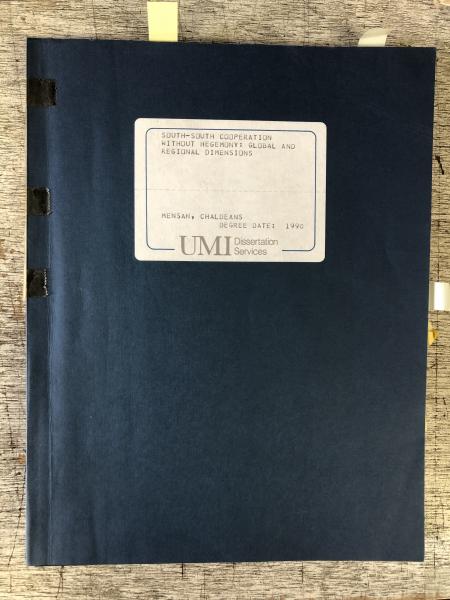 SOUTH-SOUTH COOPERATION
WITHOUT HEGEMONY: GLOBAL AND
REGIONAL DIMENSIONS
MENSAH, CHALDEANS
DEGREE DATE: 1990
UMI Dissertation
Services